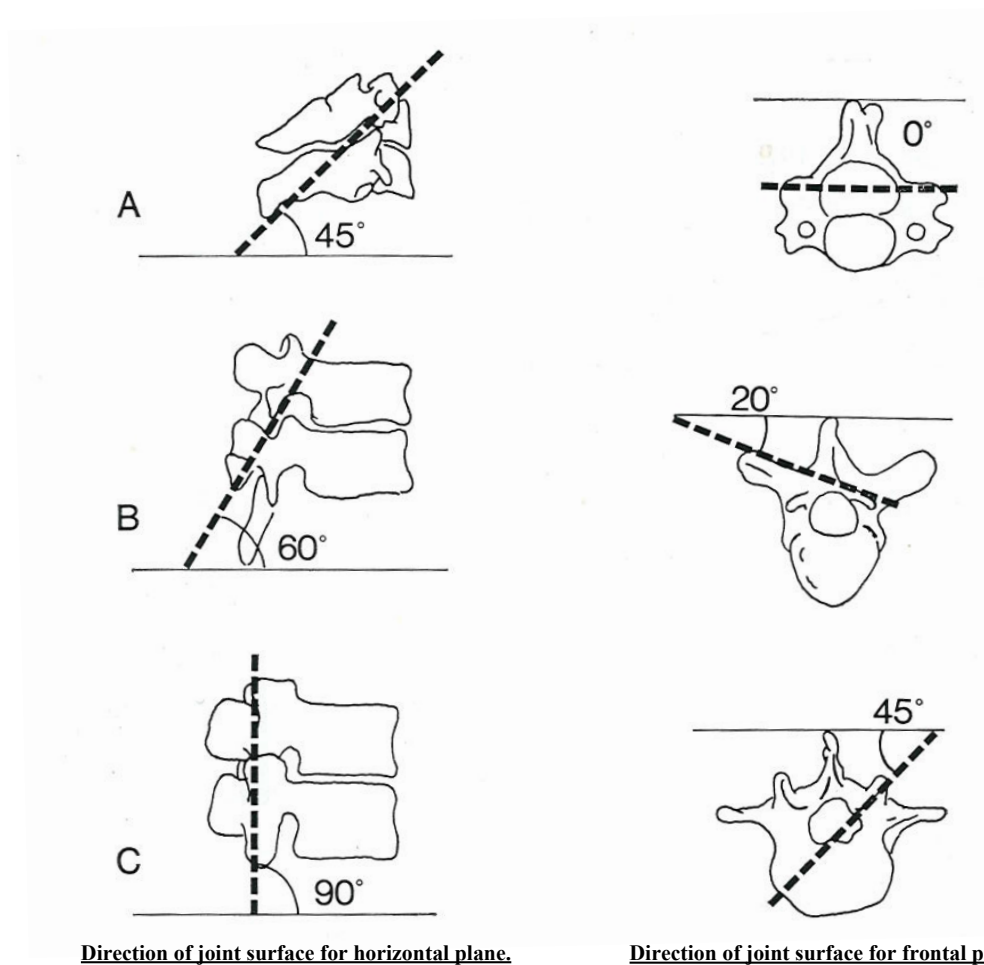 A
45°
0°
B
60°
20°
C
90°
45°
Direction of joint surface for horizontal plane.
Direction of joint surface for frontal p